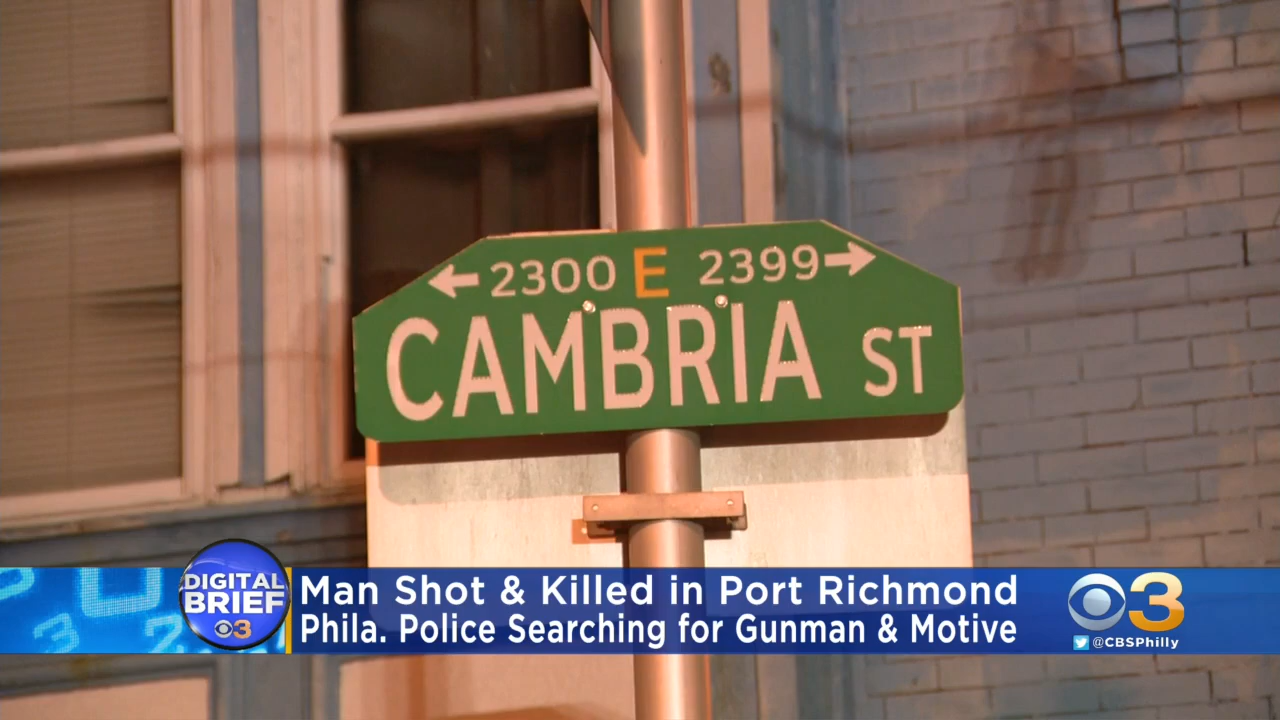 ← 2300 E 2399 →
CAMBRIA ST
DIGITAL
BRIEF
3
Man Shot & Killed in Port Richmond
Phila. Police Searching for Gunman & Motive
3
@CBSPhilly